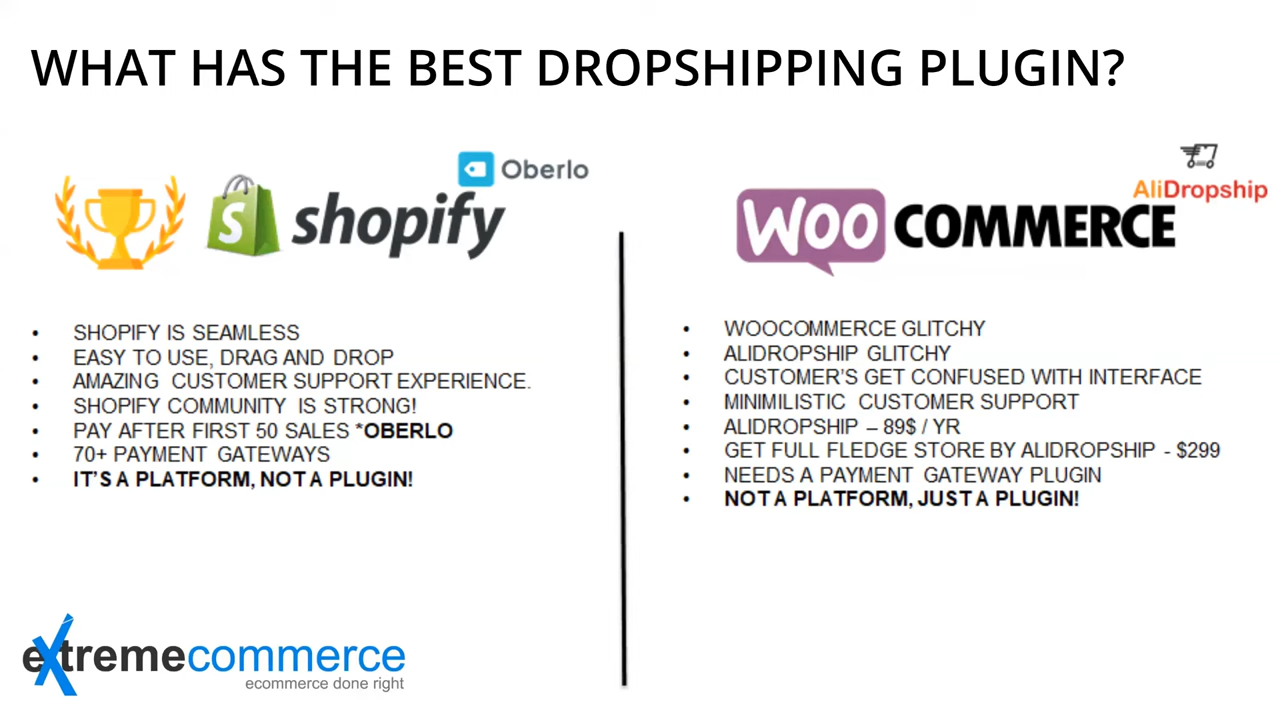 WHAT HAS THE BEST DROPSHIPPING PLUGIN?
Oberlo
S shopify
• SHOPIFY IS SEAMLESS
• EASY TO USE, DRAG AND DROP
• AMAZING CUSTOMER SUPPORT EXPERIENCE.
• SHOPIFY COMMUNITY IS STRONG!
• PAY AFTER FIRST 50 SALES *OBERLO
• 70+ PAYMENT GATEWAYS
• IT'S A PLATFORM, NOT A PLUGIN!
AliDropship
WOO COMMERCE
• WOOCOMMERCE GLITCHY
• ALIDROPSHIP GLITCHY
• CUSTOMER'S GET CONFUSED WITH INTERFACE
• MINIMILISTIC CUSTOMER SUPPORT
• ALIDROPSHIP – 89$ / YR
• GET FULL FLEDGE STORE BY ALIDROPSHIP - $299
• NEEDS A PAYMENT GATEWAY PLUGIN
• NOT A PLATFORM, JUST A PLUGIN!
extremecommerce
ecommerce done right